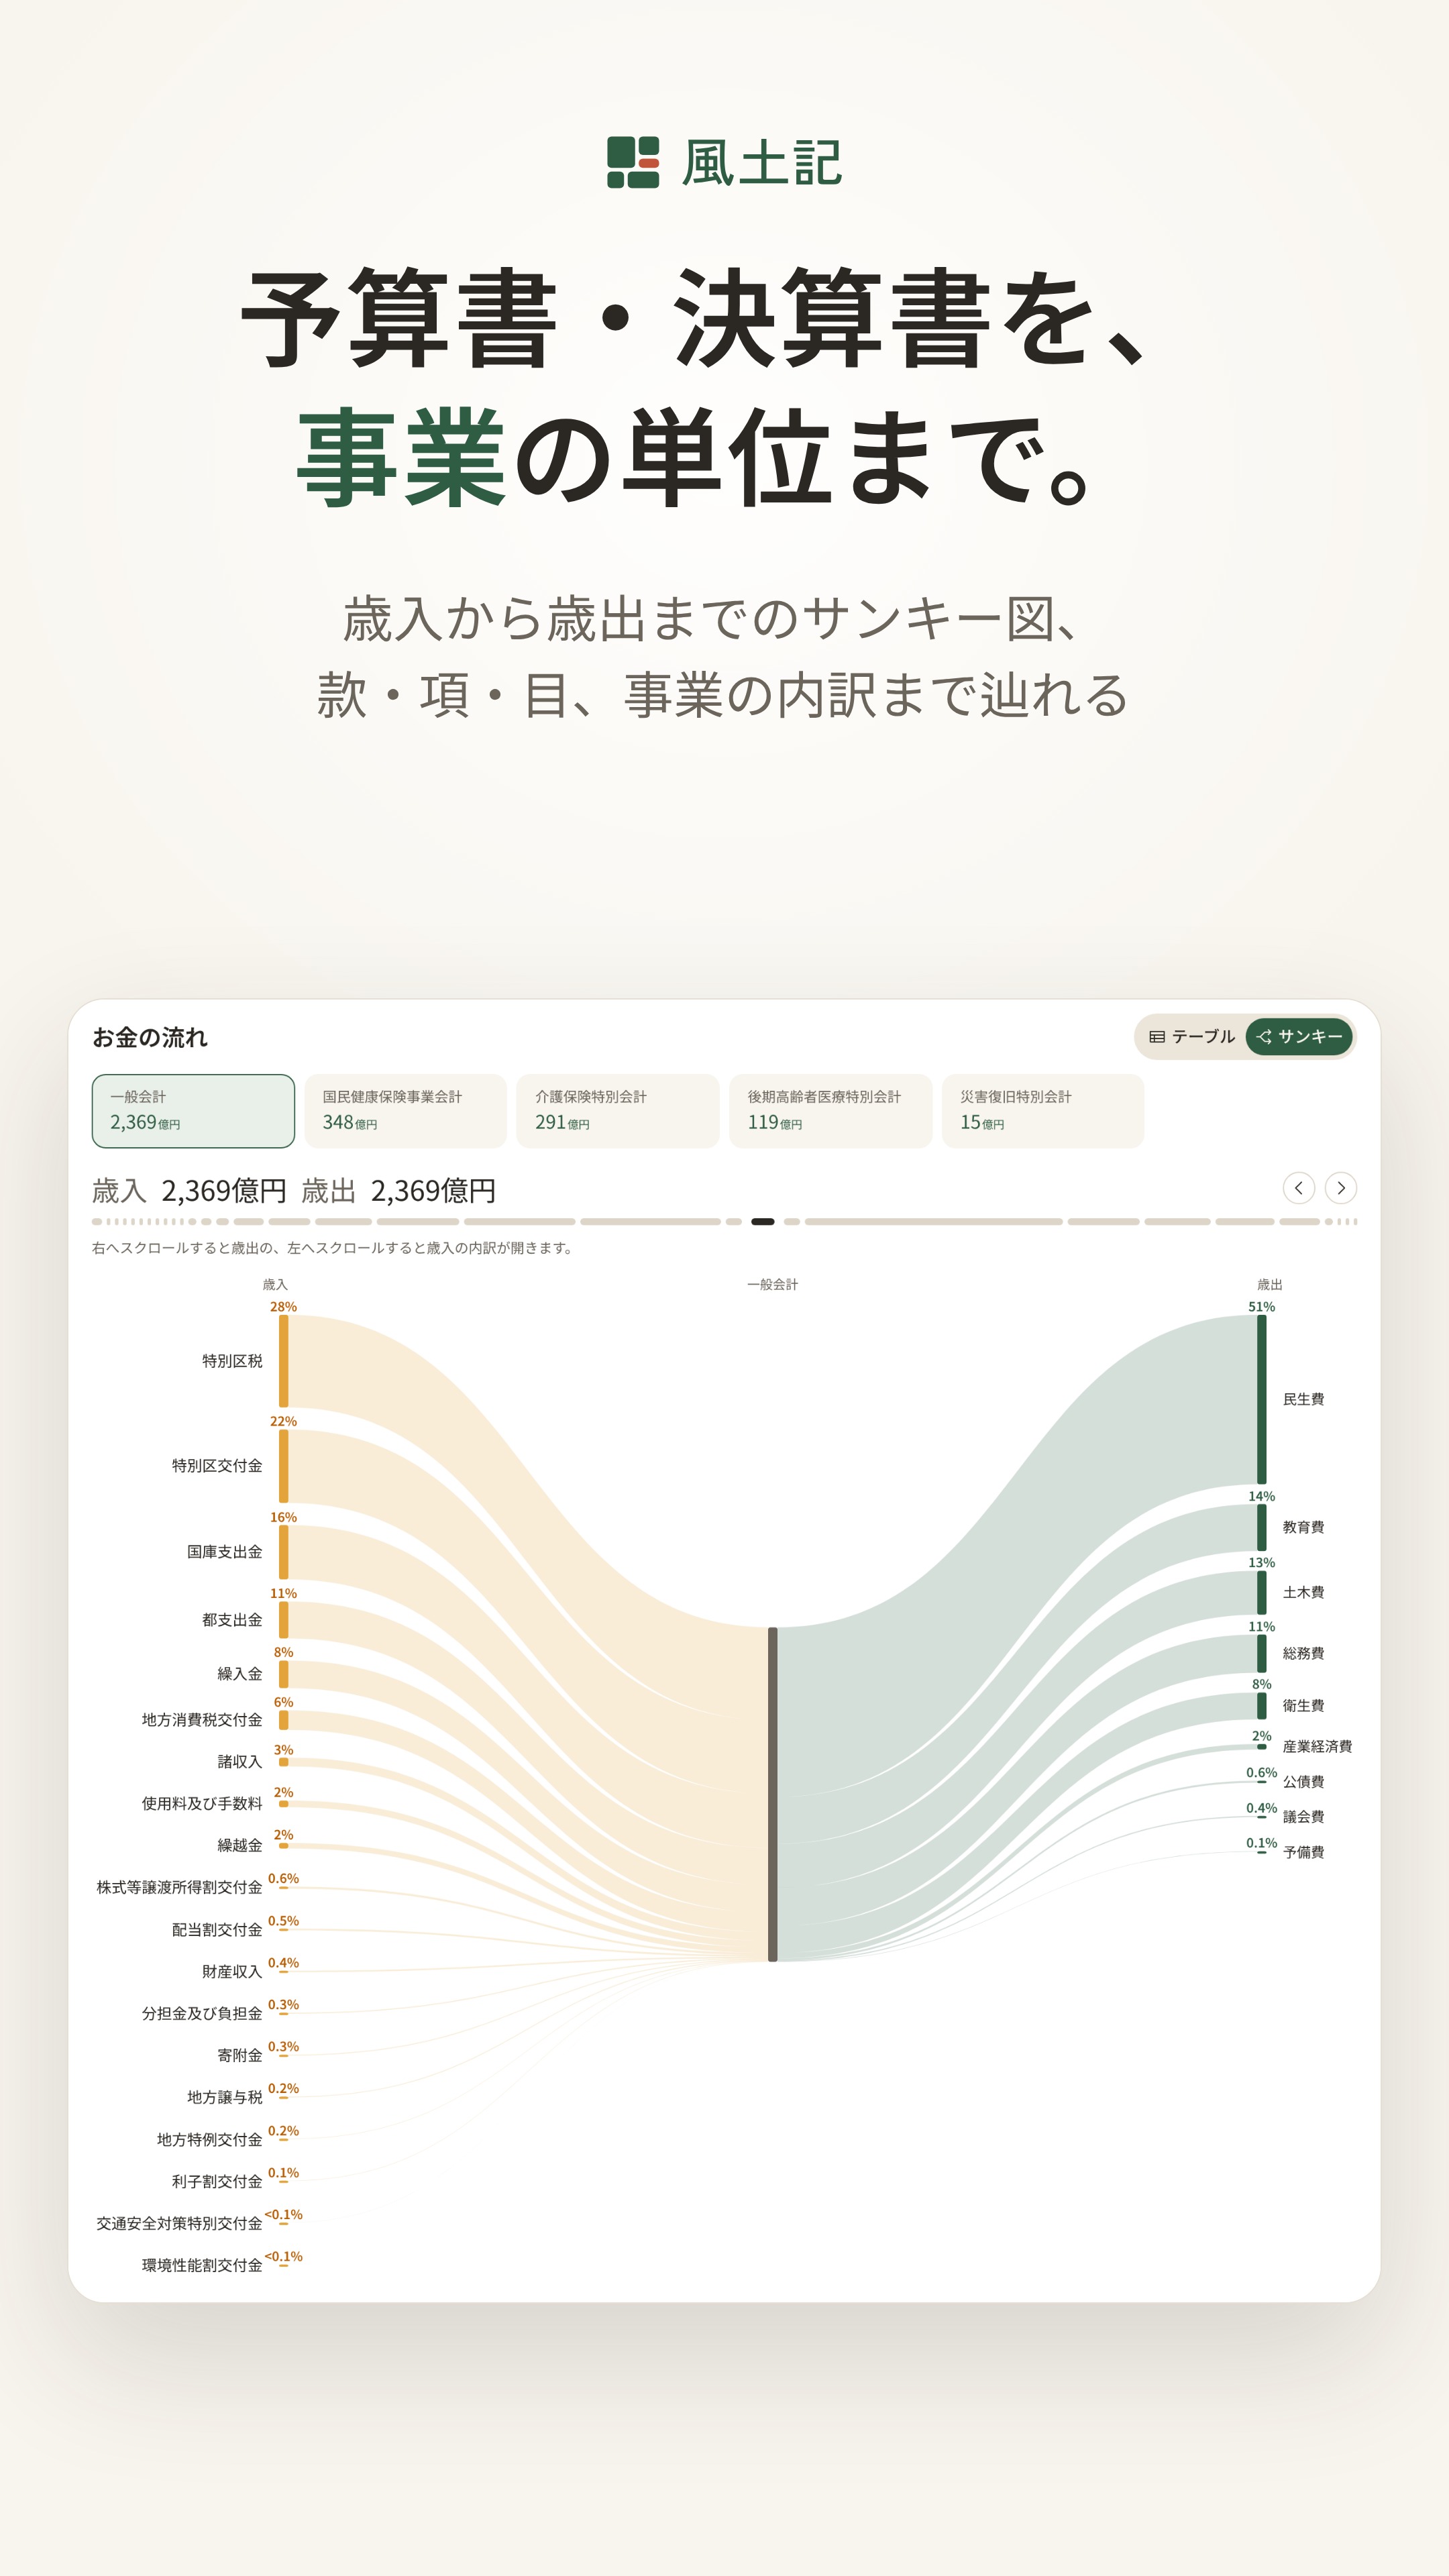 風土記
予算書・決算書を、
事業の単位まで。
歳入から歳出までのサンキー図、
款・項・目、事業の内訳まで辿れる
お金の流れ
テーブル サンキー
一般会計
2,369億円
国民健康保険事業会計
348億円
介護保険特別会計
291億円
後期高齢者医療特別会計
119億円
災害復旧特別会計
15億円
歳入 2,369億円 歳出 2,369億円
右へスクロールすると歳出の、左へスクロールすると歳入の内訳が開きます。
歳入
一般会計
歳出
28%
特別区税
22%
特別区交付金
16%
国庫支出金
11%
都支出金
8%
繰入金
6%
地方消費税交付金
3%
諸収入
2%
使用料及び手数料
2%
繰越金
0.6%
株式等譲渡所得割交付金
0.5%
配当割交付金
0.4%
財産収入
0.3%
分担金及び負担金
0.3%
寄附金
0.2%
地方譲与税
0.2%
地方特例交付金
0.1%
利子割交付金
<0.1%
交通安全対策特別交付金
<0.1%
環境性能割交付金
51%
民生費
14%
教育費
13%
土木費
11%
総務費
8%
衛生費
2%
産業経済費
0.6%
公債費
0.4%
議会費
0.1%
予備費